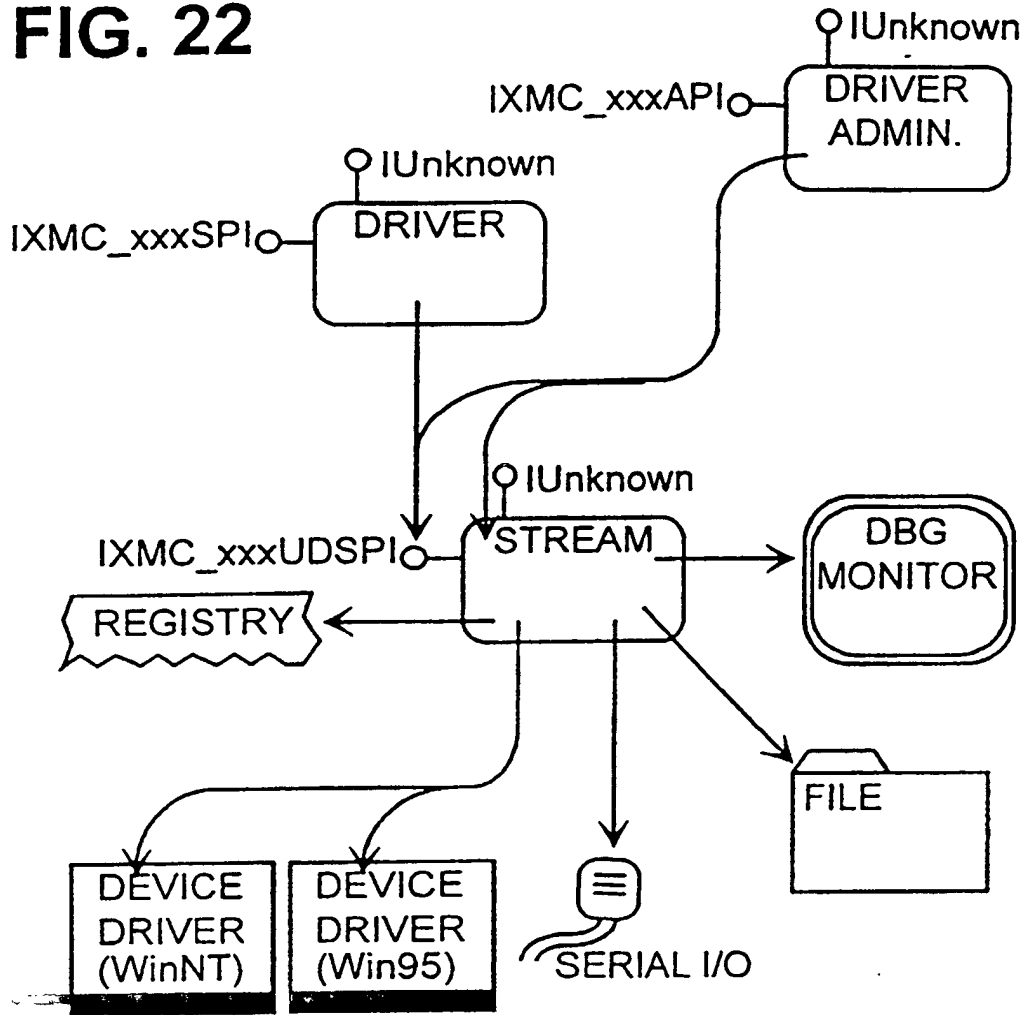 FIG. 22
IUnknown
IXMC_xxxAPI
DRIVER
ADMIN.
IUnknown
IXMC_xxxSPI
DRIVER
IUnknown
IXMC_xxxUDSPI
STREAM
DBG
MONITOR
REGISTRY
FILE
DEVICE
DRIVER
(WinNT)
DEVICE
DRIVER
(Win95)
SERIAL I/O